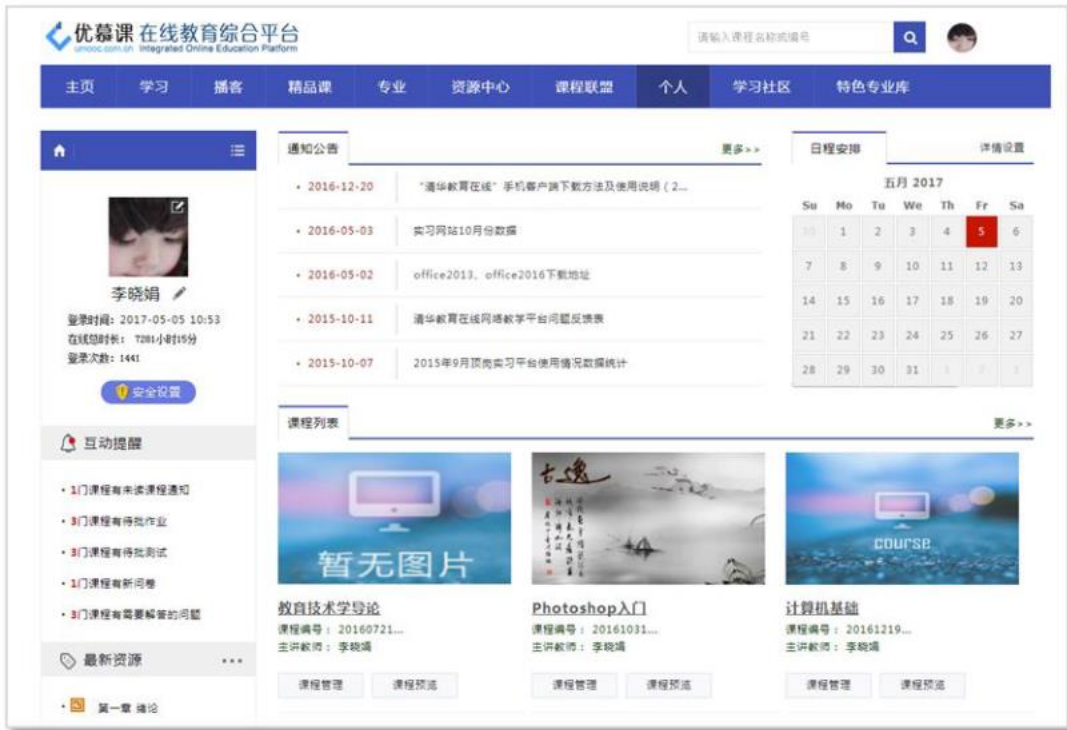 优慕课 在线教育综合平台
umooc.com.cn Integrated Online Education Platform
请输入课程名称或编号
主页 学习 播客 精品课 专业 资源中心 课程联盟 个人 学习社区 特色专业库
李晓娟
登录时间: 2017-05-05 10:53
在线总时长: 7281小时15分
登录次数: 1441
安全设置
互动提醒
1门课程有未读课程通知
3门课程有待批作业
3门课程有待批测试
1门课程有新问卷
3门课程有需要解答的问题
最新资源
第一章 绪论
通知公告 更多>>
2016-12-20 “清华教育在线”手机客户端下载方法及使用说明 ( 2...
2016-05-03 实习网站10月份数据
2016-05-02 office2013、office2016下载地址
2015-10-11 清华教育在线网络教学平台问题反馈表
2015-10-07 2015年9月顶岗实习平台使用情况数据统计
日程安排 详情设置
五月 2017
Su Mo Tu We Th Fr Sa
30 1 2 3 4 5 6
7 8 9 10 11 12 13
14 15 16 17 18 19 20
21 22 23 24 25 26 27
28 29 30 31 1 2 3
课程列表 更多>>
暂无图片
教育技术学导论
课程编号: 20160721...
主讲教师: 李晓娟
课程管理 课程预览
古逸
Photoshop入门
课程编号: 20161031...
主讲教师: 李晓娟
课程管理 课程预览
course
计算机基础
课程编号: 20161219...
主讲教师: 李晓娟
课程管理 课程预览